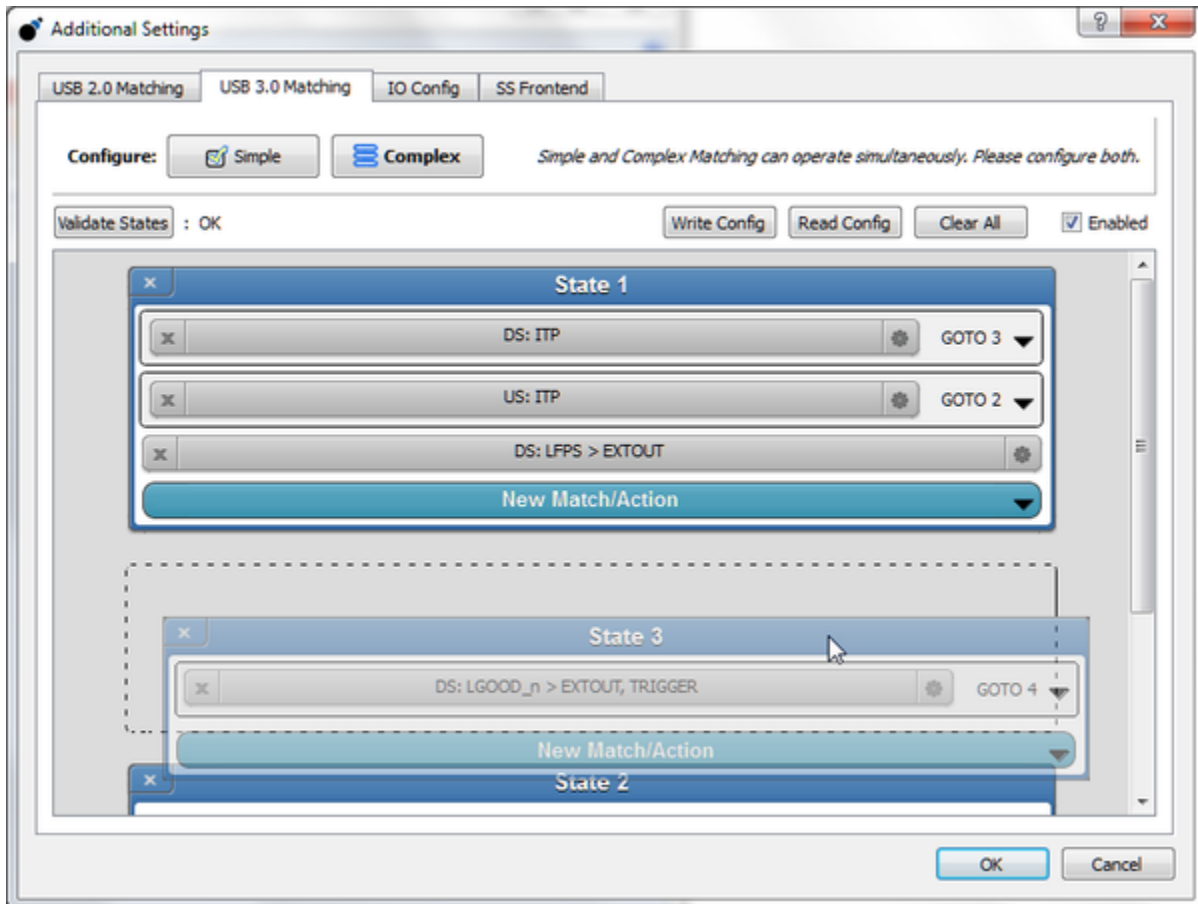 Additional Settings
USB 2.0 Matching USB 3.0 Matching IO Config SS Frontend
Configure: Simple Complex Simple and Complex Matching can operate simultaneously. Please configure both.
Validate States : OK Write Config Read Config Clear All Enabled
State 1
DS: ITP GOTO 3
US: ITP GOTO 2
DS: LFPS > EXTOUT
New Match/Action
State 3
DS: LGOOD_n > EXTOUT, TRIGGER GOTO 4
New Match/Action
State 2
OK Cancel